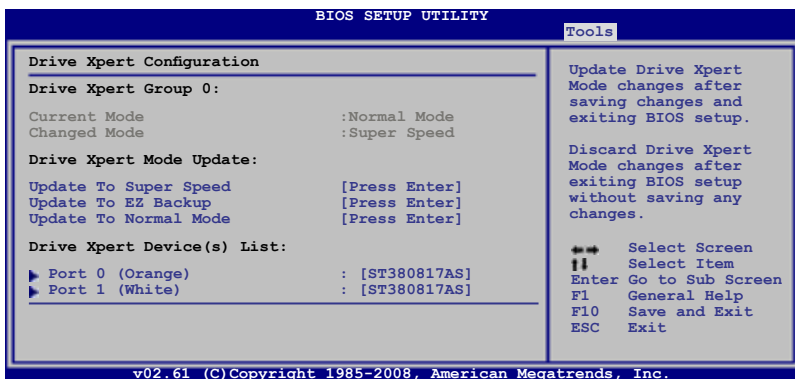 BIOS SETUP UTILITY
Tools
Drive Xpert Configuration
Drive Xpert Group 0:
Current Mode :Normal Mode
Changed Mode :Super Speed
Drive Xpert Mode Update:
Update To Super Speed [Press Enter]
Update To EZ Backup [Press Enter]
Update To Normal Mode [Press Enter]
Drive Xpert Device(s) List:
Port 0 (Orange) : [ST380817AS]
Port 1 (White) : [ST380817AS]
Update Drive Xpert
Mode changes after
saving changes and
exiting BIOS setup.
Discard Drive Xpert
Mode changes after
exiting BIOS setup
without saving any
changes.
Select Screen
Select Item
Enter Go to Sub Screen
F1 General Help
F10 Save and Exit
ESC Exit
v02.61 (C)Copyright 1985-2008, American Megatrends, Inc.